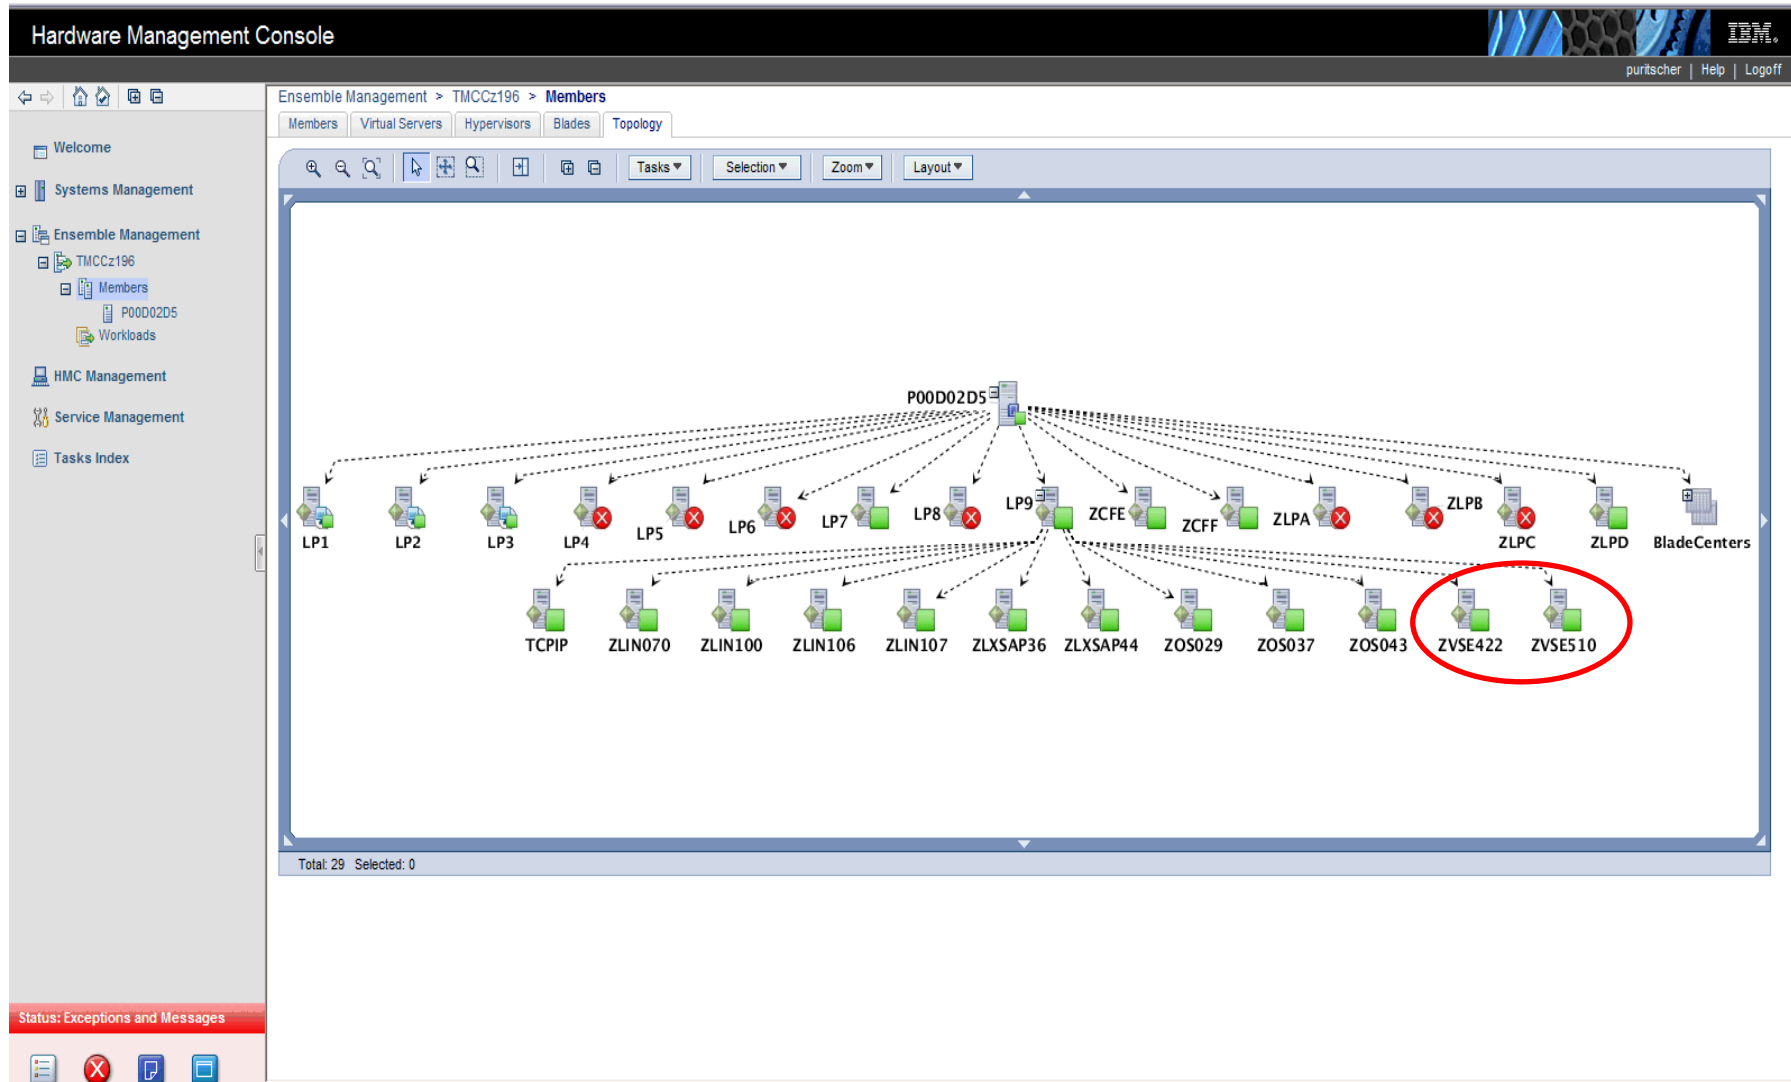 Hardware Management Console
IBM.
puritscher | Help | Logoff
Ensemble Management > TMCCz196 > Members
Members Virtual Servers Hypervisors Blades Topology
Welcome
Systems Management
Ensemble Management
TMCCz196
Members
P00D02D5
Workloads
HMC Management
Service Management
Tasks Index
Tasks Selection Zoom Layout
P00D02D5
LP1
LP2
LP3
LP4
LP5
LP6
LP7
LP8
LP9
ZCFE
ZCFF
ZLPA
ZLPB
ZLPC
ZLPD
BladeCenters
TCPIP
ZLIN070
ZLIN100
ZLIN106
ZLIN107
ZLXSAP36
ZLXSAP44
ZOS029
ZOS037
ZOS043
ZVSE422
ZVSE510
Total: 29 Selected: 0
Status: Exceptions and Messages